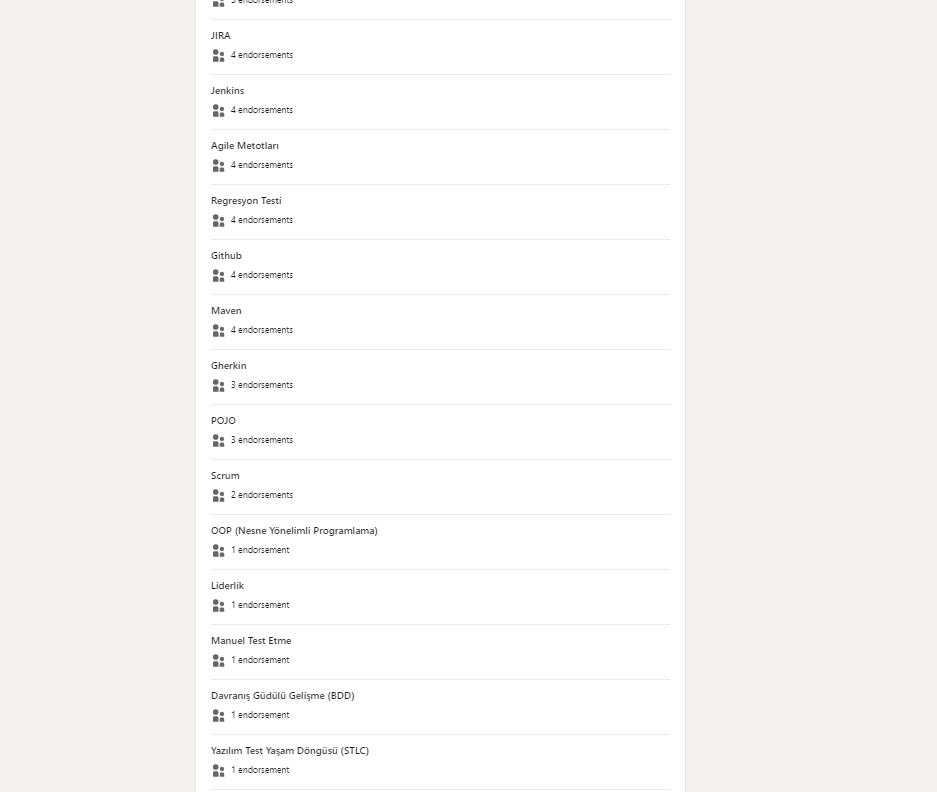 5 endorsements
JIRA
4 endorsements
Jenkins
4 endorsements
Agile Metotları
4 endorsements
Regresyon Testi
4 endorsements
Github
4 endorsements
Maven
4 endorsements
Gherkin
3 endorsements
POJO
3 endorsements
Scrum
2 endorsements
OOP (Nesne Yönelimli Programlama)
1 endorsement
Liderlik
1 endorsement
Manuel Test Etme
1 endorsement
Davranış Güdülü Gelişme (BDD)
1 endorsement
Yazılım Test Yaşam Döngüsü (STLC)
1 endorsement